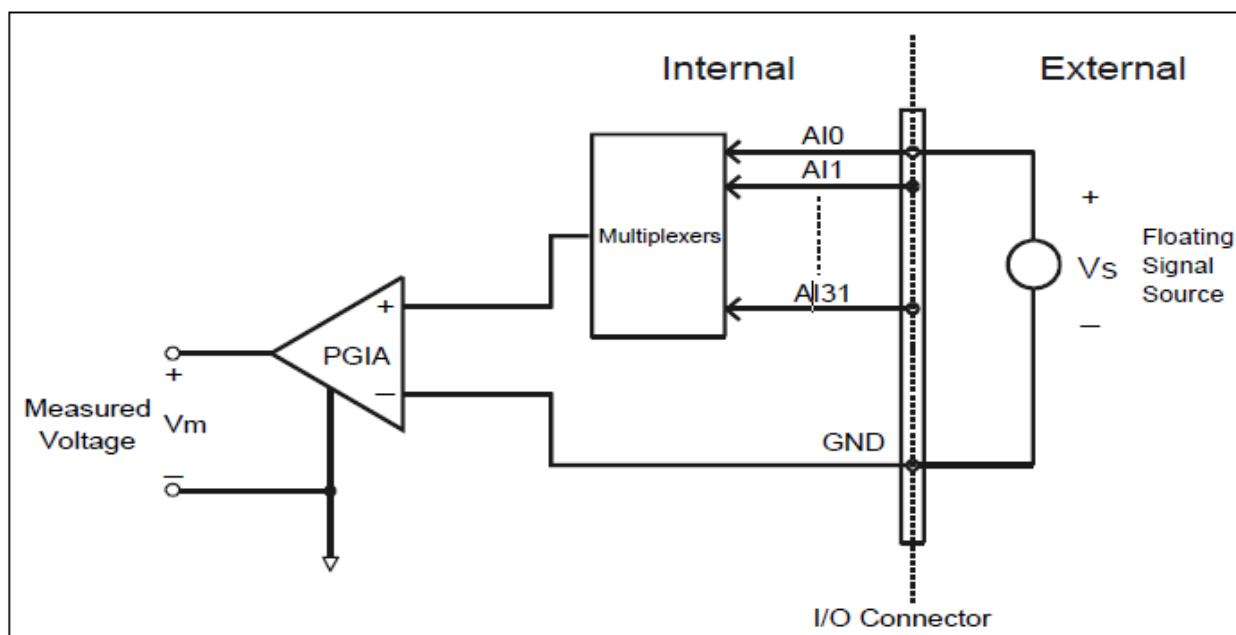 Internal
External
AI0
AI1
Multiplexers
AI31
+
Vs
−
Floating
Signal
Source
+
PGIA
−
Measured
Voltage
+
Vm
−
GND
I/O Connector